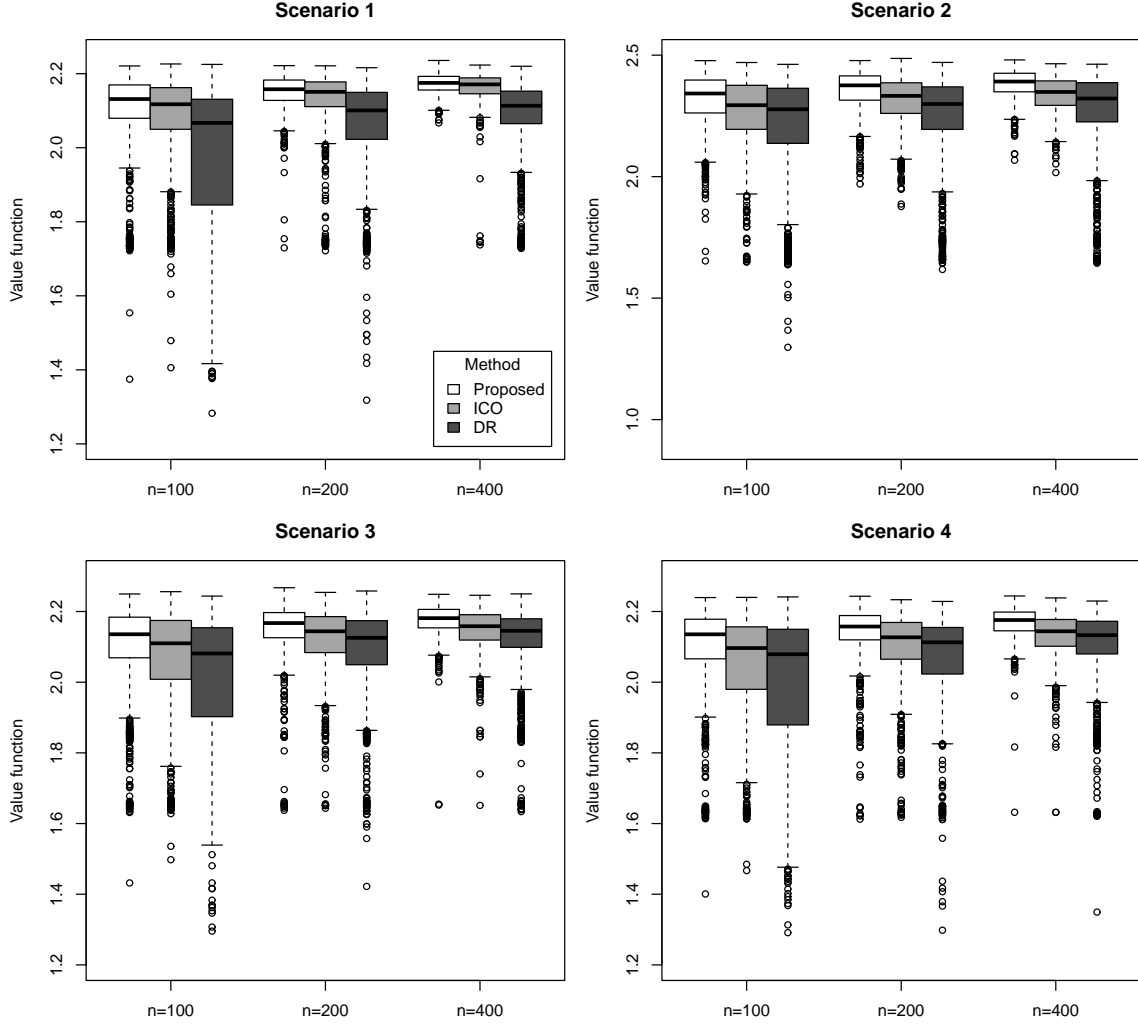 Scenario 1
Value function
2.2
2.0
1.8
1.6
1.4
1.2
n=100
n=200
n=400
Method
Proposed
ICO
DR
Scenario 2
Value function
2.5
2.0
1.5
1.0
n=100
n=200
n=400
Scenario 3
Value function
2.2
2.0
1.8
1.6
1.4
1.2
n=100
n=200
n=400
Scenario 4
Value function
2.2
2.0
1.8
1.6
1.4
1.2
n=100
n=200
n=400